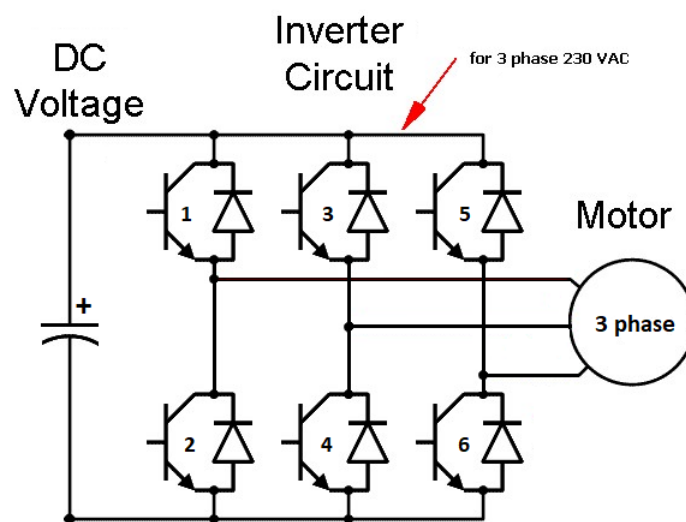 Inverter
Circuit
for 3 phase 230 VAC
DC
Voltage
1
3
5
Motor
+
3 phase
2
4
6